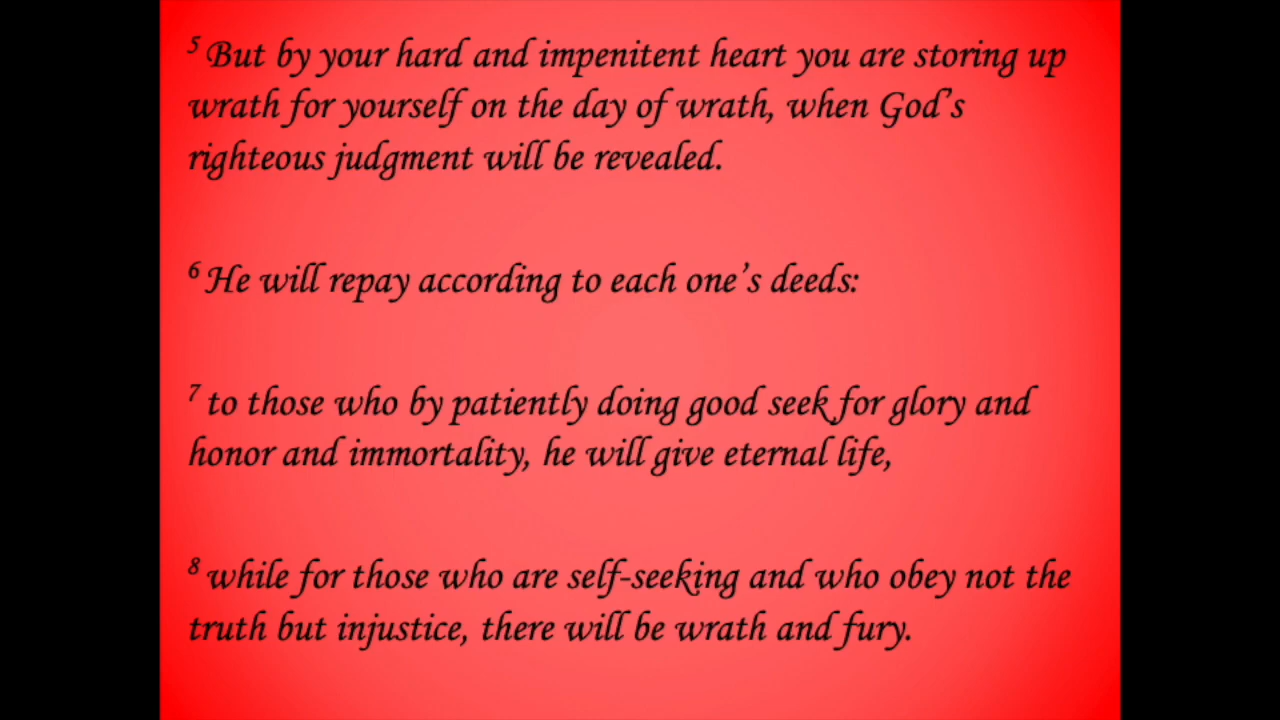 5 But by your hard and impenitent heart you are storing up
wrath for yourself on the day of wrath, when God’s
righteous judgment will be revealed.
6 He will repay according to each one’s deeds:
7 to those who by patiently doing good seek for glory and
honor and immortality, he will give eternal life,
8 while for those who are self-seeking and who obey not the
truth but injustice, there will be wrath and fury.